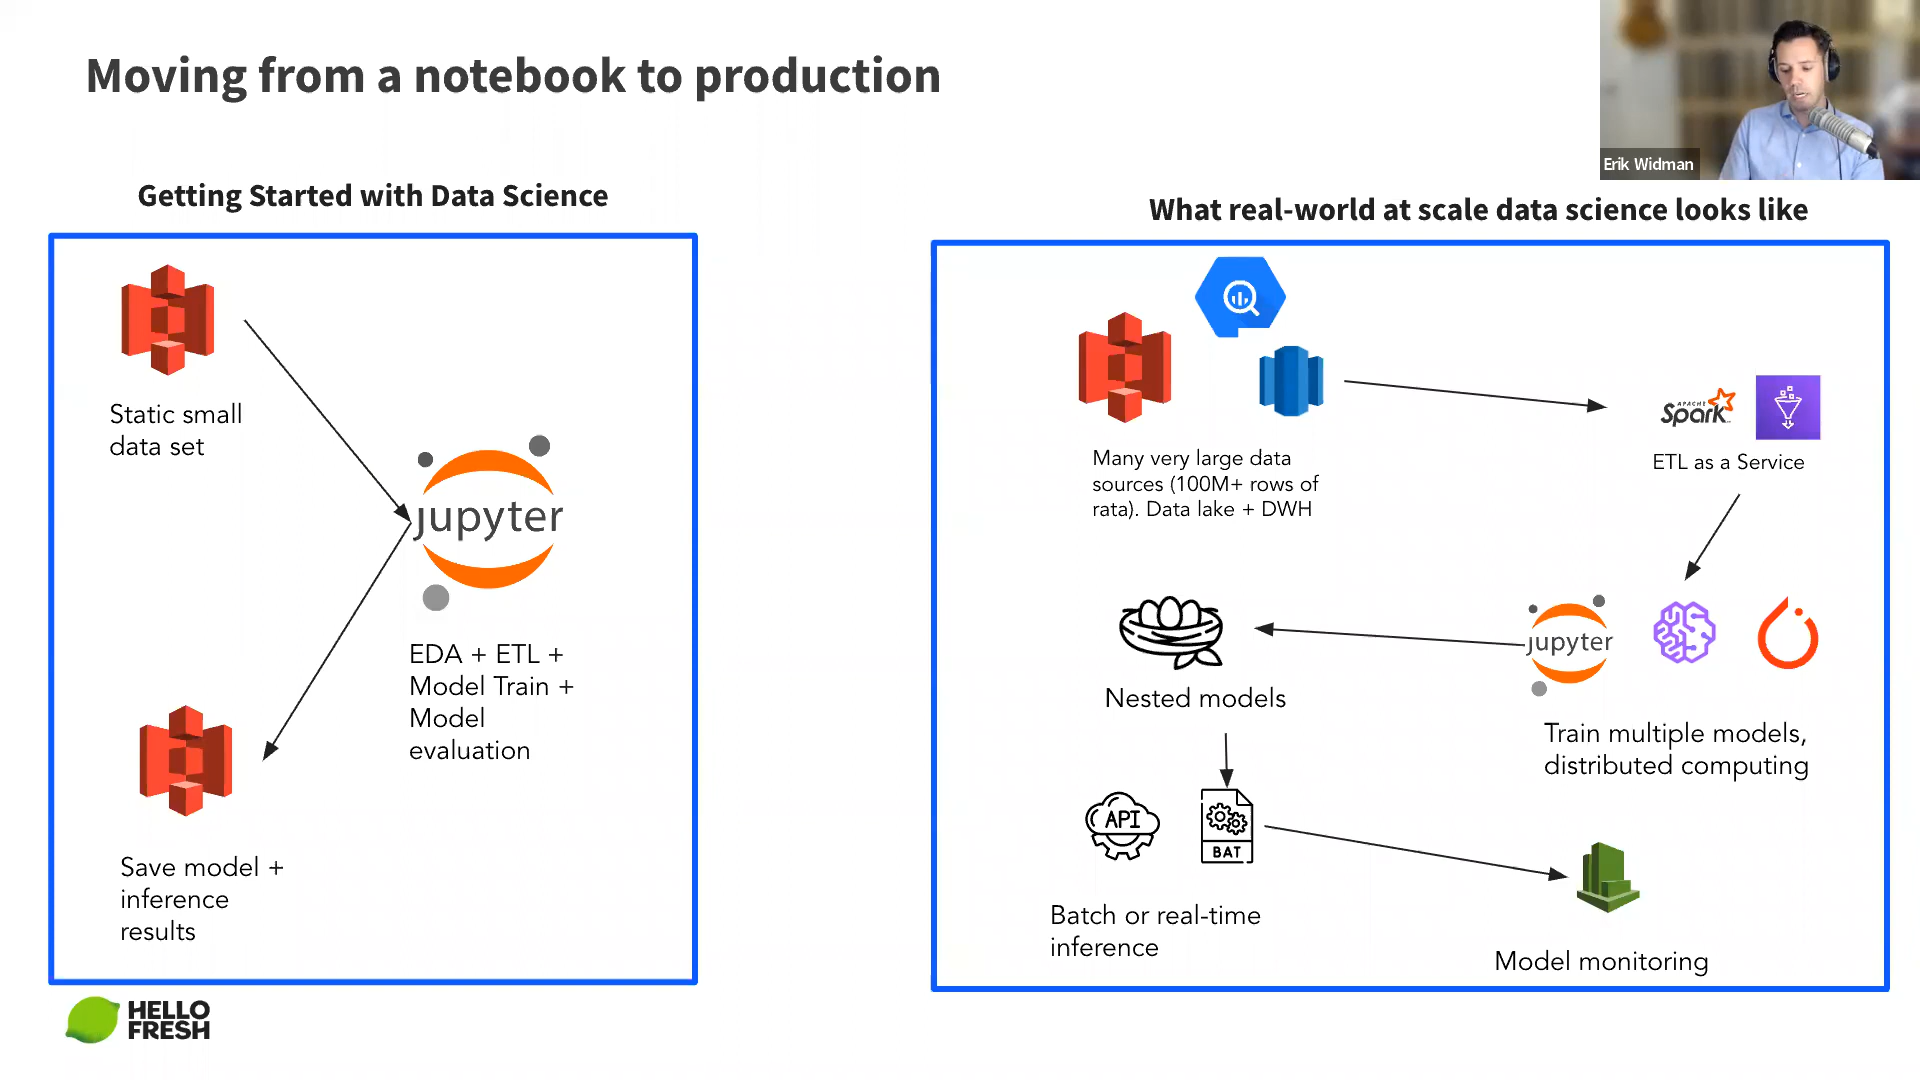 Moving from a notebook to production
Erik Widman
Getting Started with Data Science
Static small
data set
jupyter
EDA + ETL +
Model Train +
Model
evaluation
Save model +
inference
results
HELLO
FRESH
What real-world at scale data science looks like
Many very large data
sources (100M+ rows of
rata). Data lake + DWH
APACHE
Spark
ETL as a Service
jupyter
Train multiple models,
distributed computing
Nested models
API
BAT
Batch or real-time
inference
Model monitoring